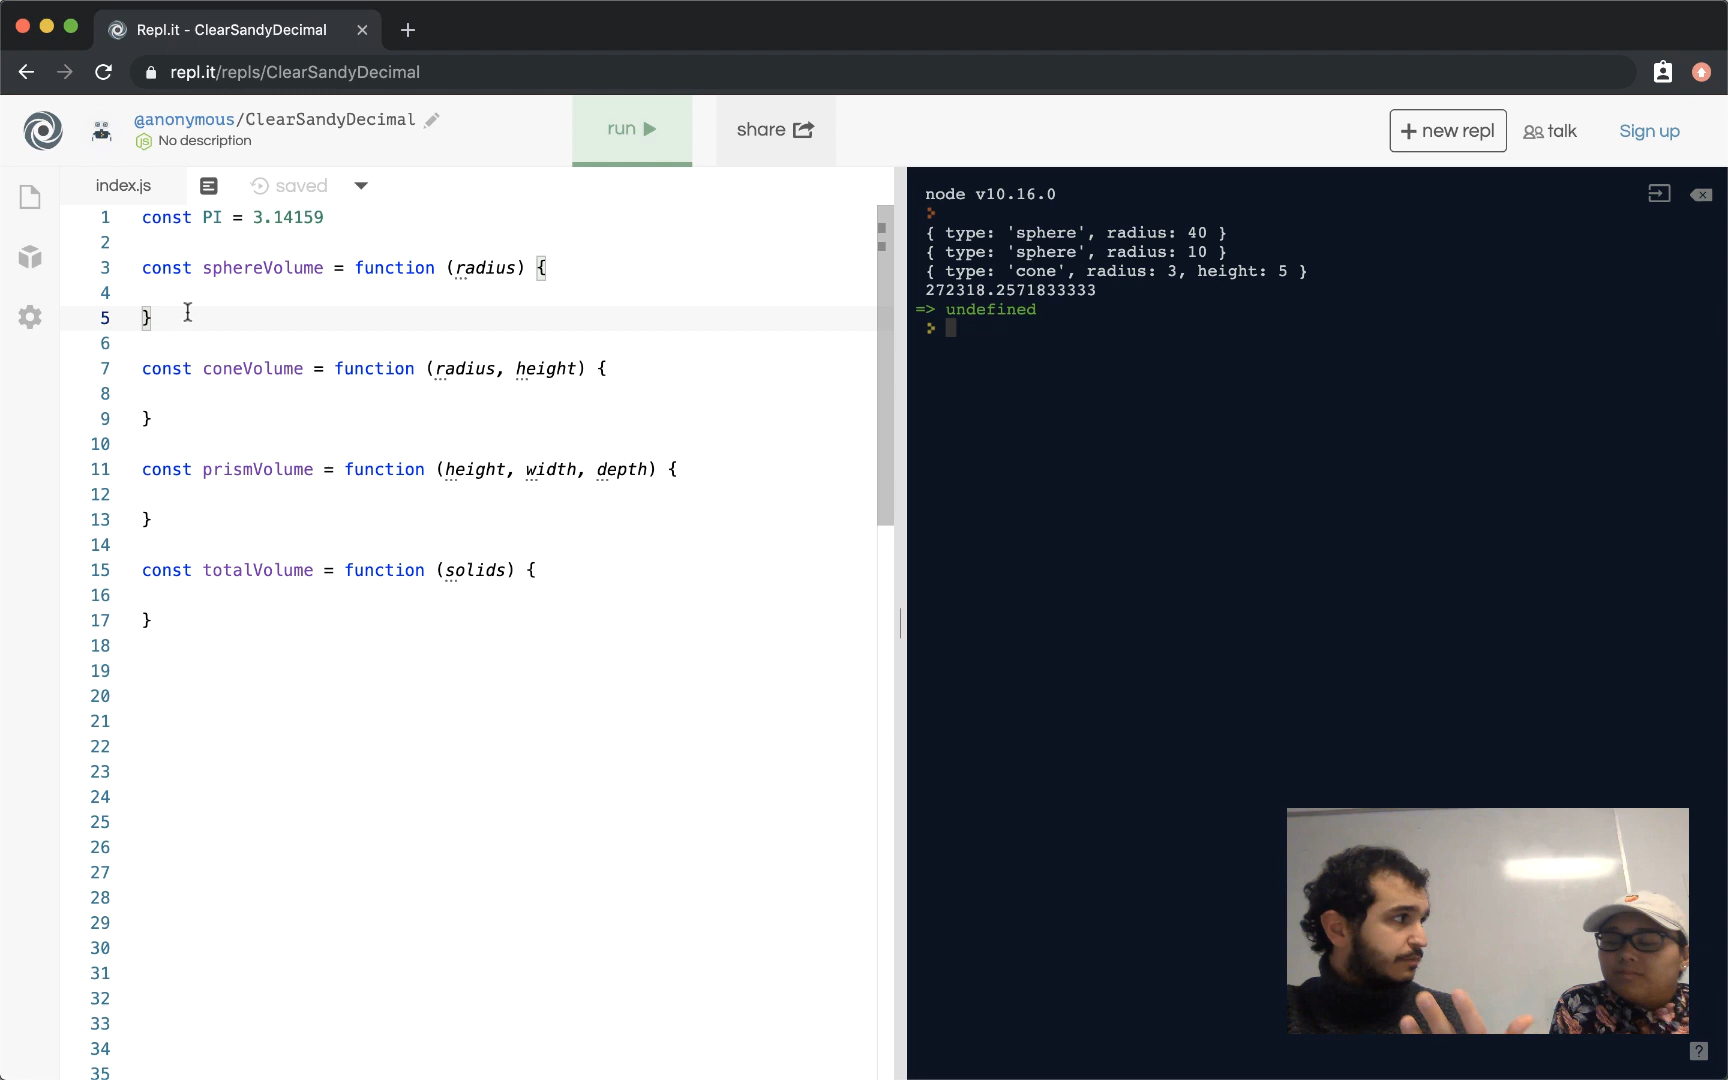 Repl.it - ClearSandyDecimal
repl.it/repls/ClearSandyDecimal
@anonymous/ClearSandyDecimal
No description
run
share
+ new repl
talk
Sign up
index.js
saved
1 const PI = 3.14159
2
3 const sphereVolume = function (radius) {
4
5 }
6
7 const coneVolume = function (radius, height) {
8
9 }
10
11 const prismVolume = function (height, width, depth) {
12
13 }
14
15 const totalVolume = function (solids) {
16
17 }
18
19
20
21
22
23
24
25
26
27
28
29
30
31
32
33
34
35
node v10.16.0
{ type: 'sphere', radius: 40 }
{ type: 'sphere', radius: 10 }
{ type: 'cone', radius: 3, height: 5 }
272318.2571833333
=> undefined
?